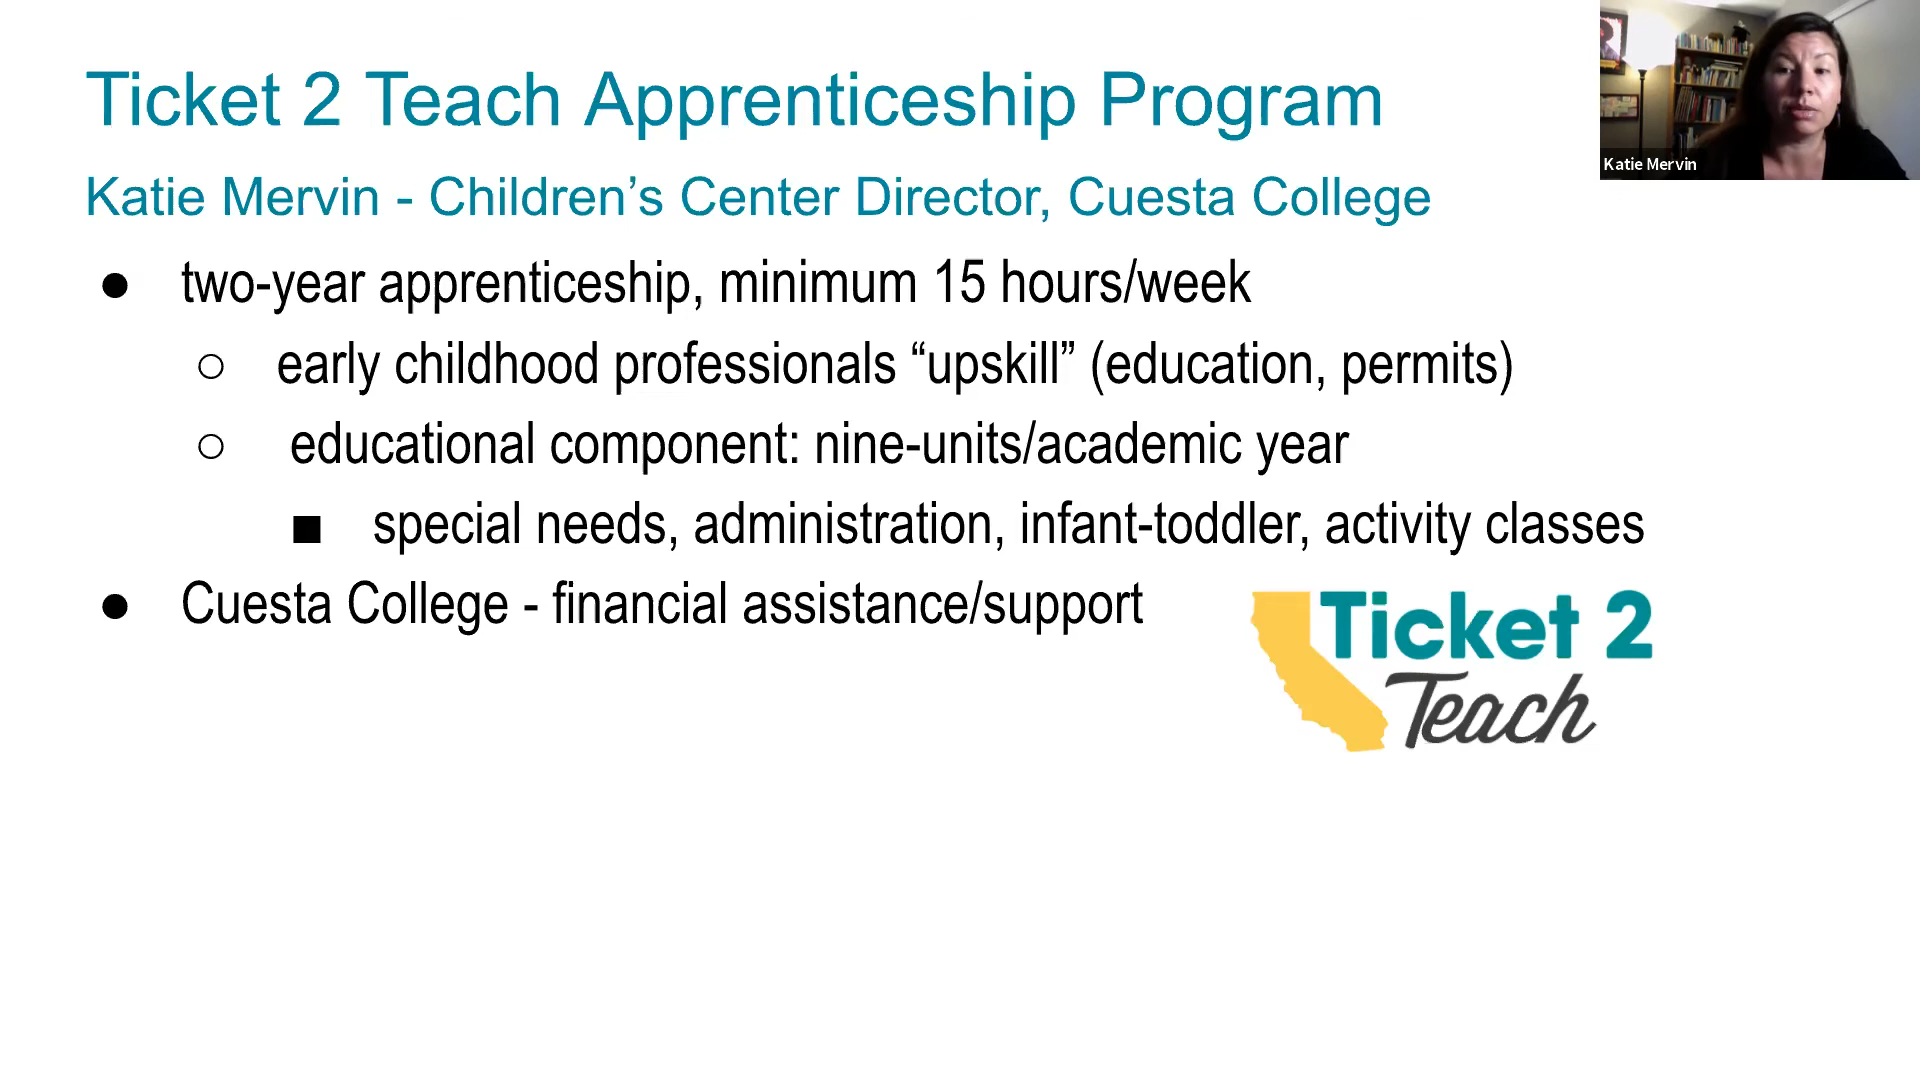 Ticket 2 Teach Apprenticeship Program
Katie Mervin - Children’s Center Director, Cuesta College
● two-year apprenticeship, minimum 15 hours/week
○ early childhood professionals “upskill” (education, permits)
○ educational component: nine-units/academic year
■ special needs, administration, infant-toddler, activity classes
● Cuesta College - financial assistance/support
Ticket 2
Teach
Katie Mervin